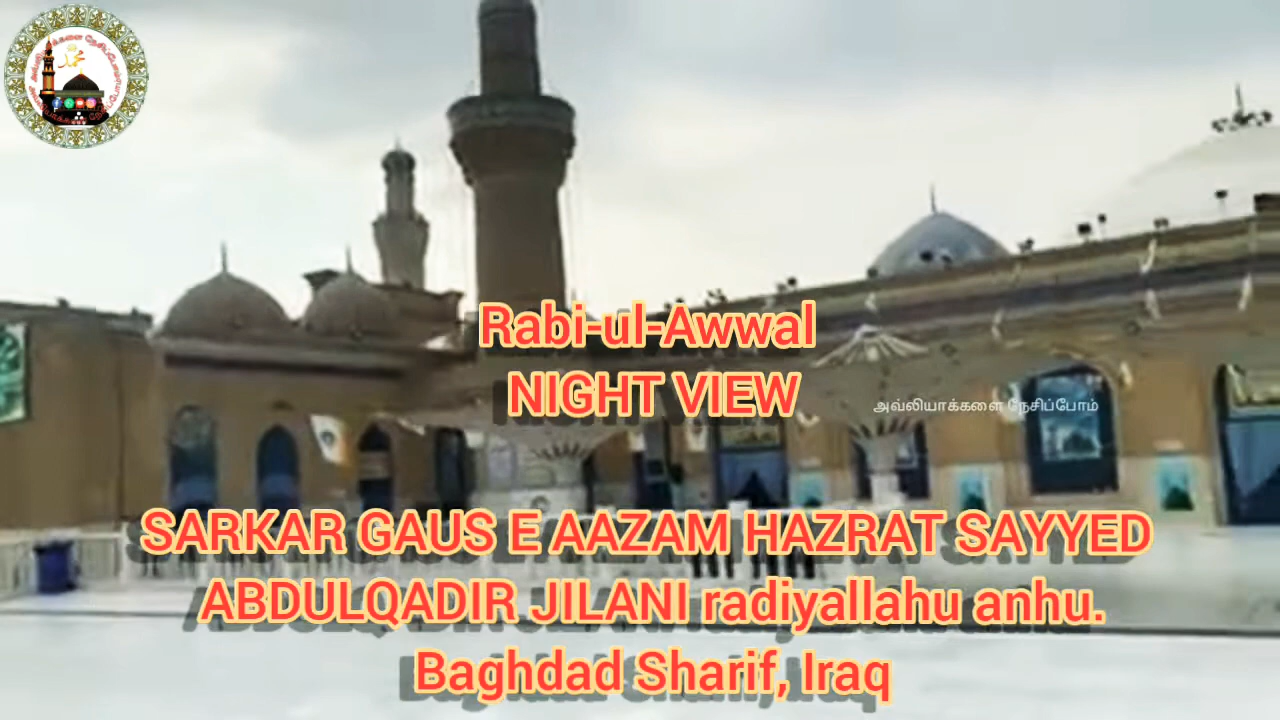 Rabi-ul-Awwal
NIGHT VIEW
அவ்லியாக்களை நேசிப்போம்
SARKAR GAUS E AAZAM HAZRAT SAYYED
ABDULQADIR JILANI radiyallahu anhu.
Baghdad Sharif, Iraq